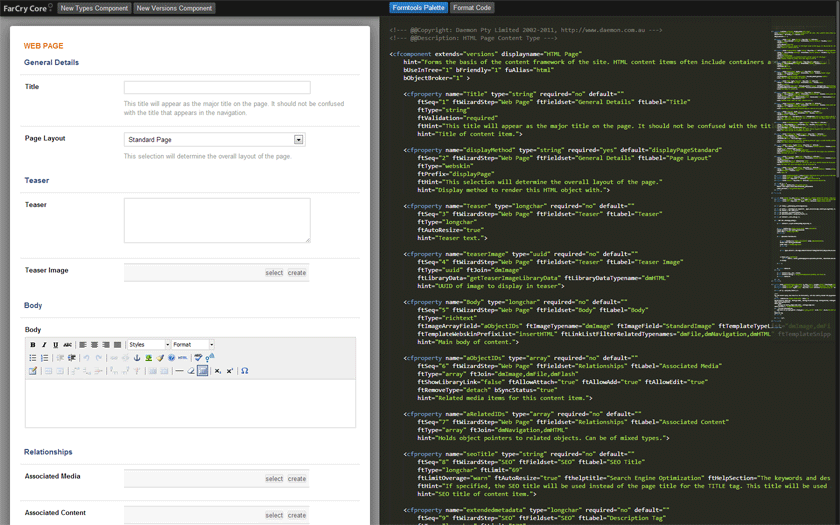 FarCry Core New Types Component New Versions Component Formtools Palette Format Code
WEB PAGE
General Details
Title
This title will appear as the major title on the page. It should not be confused
with the title that appears in the navigation.
Page Layout Standard Page
This selection will determine the overall layout of the page.
Teaser
Teaser
Teaser Image select create
Body
Body
B I U ABC Styles Format
HTML
Relationships
Associated Media select create
Associated Content select create
<!--- @@Copyright: Daemon Pty Limited 2002-2011, http://www.daemon.com.au --->
<!--- @@Description: HTML Page Content Type --->
<cfcomponent extends="versions" displayname="HTML Page"
hint="Forms the basis of the content framework of the site. HTML content items often include containers a
bUseInTree="1" bFriendly="1" fuAlias="html"
bObjectBroker="1" >
<cfproperty name="Title" type="string" required="no" default=""
ftSeq="1" ftWizardStep="Web Page" ftFieldset="General Details" ftLabel="Title"
ftType="string"
ftValidation="required"
ftHint="This title will appear as the major title on the page. It should not be confused with the tit
hint="Title of content item.">
<cfproperty name="displayMethod" type="string" required="yes" default="displayPageStandard"
ftSeq="2" ftWizardStep="Web Page" ftFieldset="General Details" ftLabel="Page Layout"
ftType="webskin"
ftPrefix="displayPage"
ftHint="This selection will determine the overall layout of the page."
hint="Display method to render this HTML object with.">
<cfproperty name="Teaser" type="longchar" required="no" default=""
ftSeq="3" ftWizardStep="Web Page" ftFieldset="Teaser" ftLabel="Teaser"
ftType="longchar"
ftAutoResize="true"
hint="Teaser text.">
<cfproperty name="teaserImage" type="uuid" required="no" default=""
ftSeq="4" ftWizardStep="Web Page" ftFieldset="Teaser" ftLabel="Teaser Image"
ftType="uuid" ftJoin="dmImage"
ftLibraryData="getTeaserImageLibraryData" ftLibraryDataTypename="dmHTML"
hint="UUID of image to display in teaser">
<cfproperty name="Body" type="longchar" required="no" default=""
ftSeq="5" ftWizardStep="Web Page" ftFieldset="Body" ftLabel="Body"
ftType="richtext"
ftImageArrayField="aObjectIDs" ftImageTypename="dmImage" ftImageField="StandardImage" ftTemplateTypeList="dmImage,dmFi
ftTemplateWebskinPrefixList="insertHTML" ftLinkListFilterRelatedTypenames="dmFile,dmNavigation,dmHTML" ftTemplateSnipp
hint="Main body of content.">
<cfproperty name="aObjectIDs" type="array" required="no" default=""
ftSeq="6" ftWizardStep="Web Page" ftFieldset="Relationships" ftLabel="Associated Media"
ftType="array" ftJoin="dmImage,dmFile,dmFlash"
ftShowLibraryLink="false" ftAllowAttach="true" ftAllowAdd="true" ftAllowEdit="true"
ftRemoveType="detach" bSyncStatus="true"
hint="Related media items for this content item.">
<cfproperty name="aRelatedIDs" type="array" required="no" default=""
ftSeq="7" ftWizardStep="Web Page" ftFieldset="Relationships" ftLabel="Associated Content"
ftType="array" ftJoin="dmNavigation,dmHTML"
hint="Holds object pointers to related objects. Can be of mixed types.">
<cfproperty name="seoTitle" type="string" required="no" default=""
ftSeq="8" ftWizardStep="Web Page" ftFieldset="SEO" ftLabel="SEO Title"
ftType="longchar" ftLimit="69"
ftLimitOverage="warn" ftAutoResize="true" fthelptitle="Search Engine Optimization" ftHelpSection="The keywords and des
ftHint="If specified, the SEO title will be used instead of the page title for the TITLE tag. This title will be used
hint="SEO title of content item.">
<cfproperty name="extendedmetadata" type="longchar" required="no" default=""
ftSeq="9" ftWizardStep="Web Page" ftFieldset="SEO" ftLabel="Description Tag"